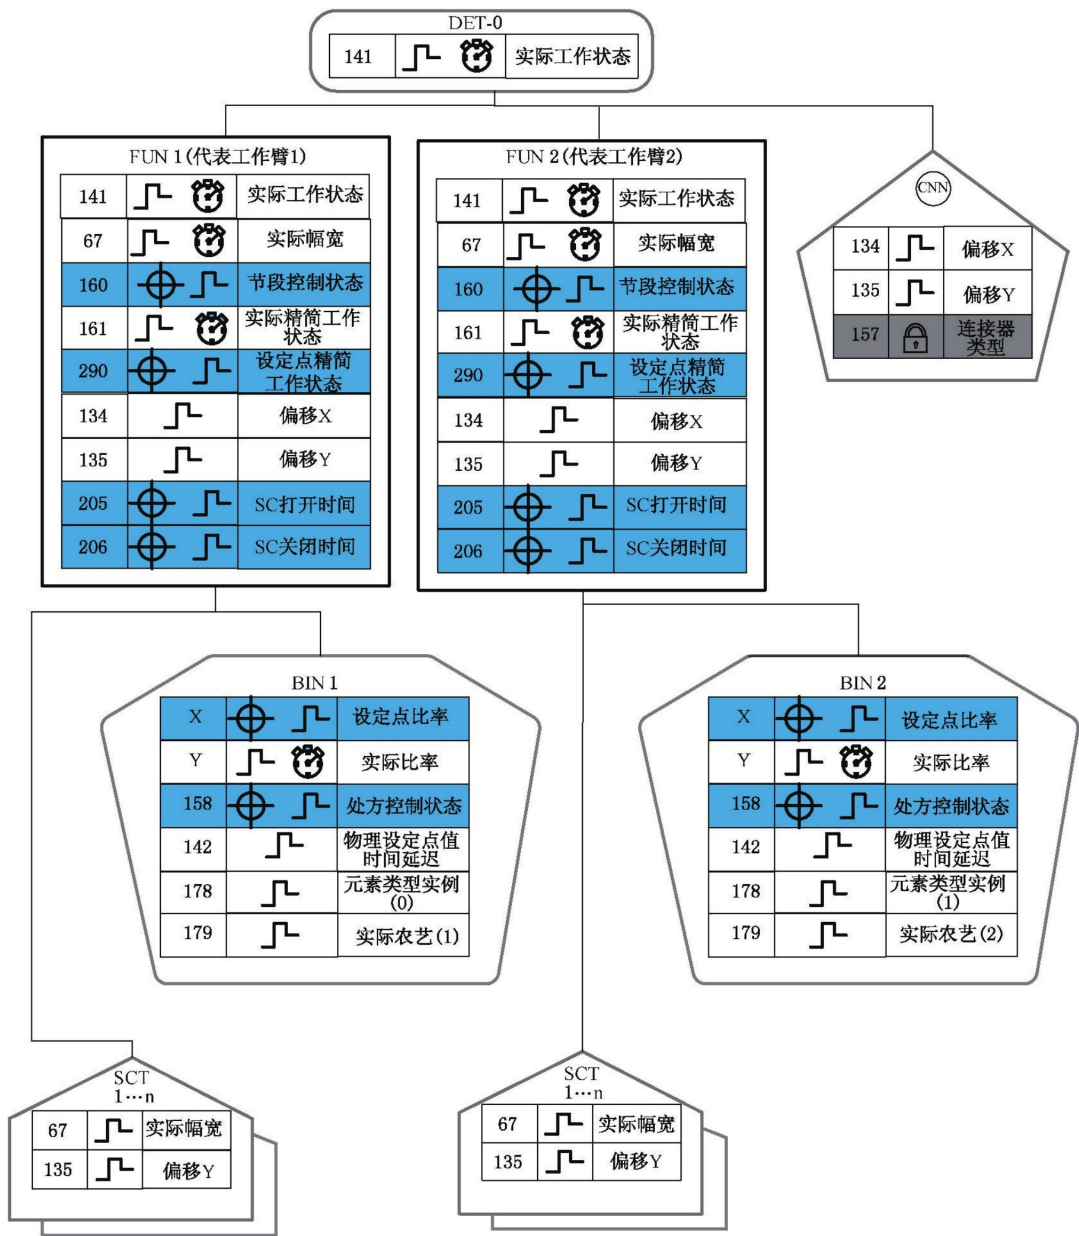 DET-0
141 实际工作状态
FUN 1(代表工作臂1)
141 实际工作状态
67 实际幅宽
160 节段控制状态
161 实际精简工作
状态
290 设定点精简
工作状态
134 偏移X
135 偏移Y
205 SC打开时间
206 SC关闭时间
FUN 2(代表工作臂2)
141 实际工作状态
67 实际幅宽
160 节段控制状态
161 实际精简工作
状态
290 设定点精简
工作状态
134 偏移X
135 偏移Y
205 SC打开时间
206 SC关闭时间
CNN
134 偏移X
135 偏移Y
157 连接器
类型
BIN 1
X 设定点比率
Y 实际比率
158 处方控制状态
142 物理设定点值
时间延迟
178 元素类型实例
(0)
179 实际农艺(1)
BIN 2
X 设定点比率
Y 实际比率
158 处方控制状态
142 物理设定点值
时间延迟
178 元素类型实例
(1)
179 实际农艺(2)
SCT
1…n
67 实际幅宽
135 偏移Y
SCT
1…n
67 实际幅宽
135 偏移Y